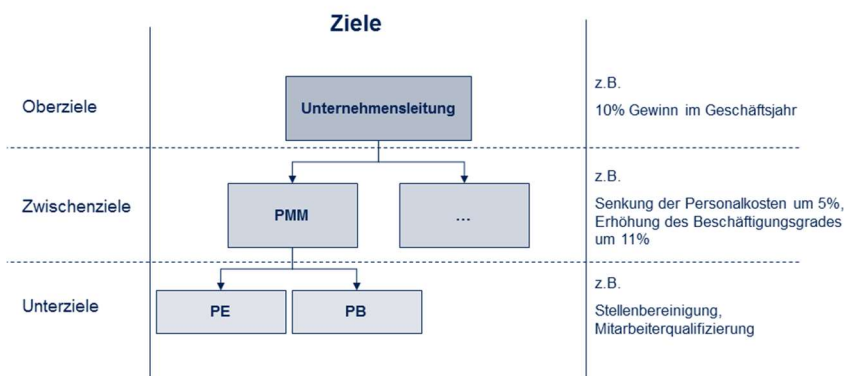 Ziele
Oberziele
Unternehmensleitung
z.B.
10% Gewinn im Geschäftsjahr
Zwischenziele
PMM
...
z.B.
Senkung der Personalkosten um 5%,
Erhöhung des Beschäftigungsgrades
um 11%
Unterziele
PE
PB
z.B.
Stellenbereinigung,
Mitarbeiterqualifizierung